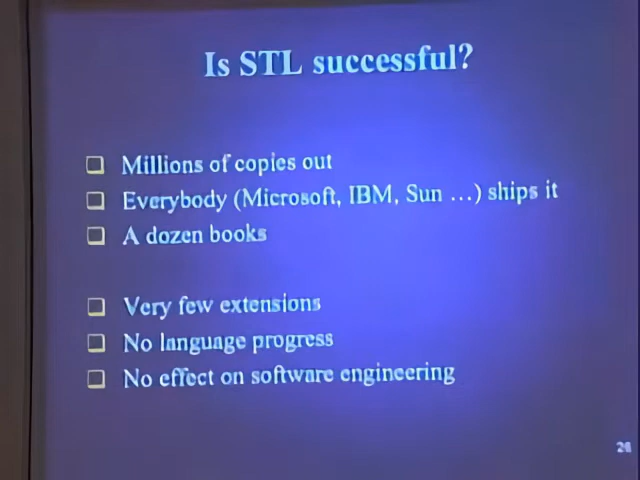 Is STL successful?
❑ Millions of copies out
❑ Everybody (Microsoft, IBM, Sun ...) ships it
❑ A dozen books
❑ Very few extensions
❑ No language progress
❑ No effect on software engineering